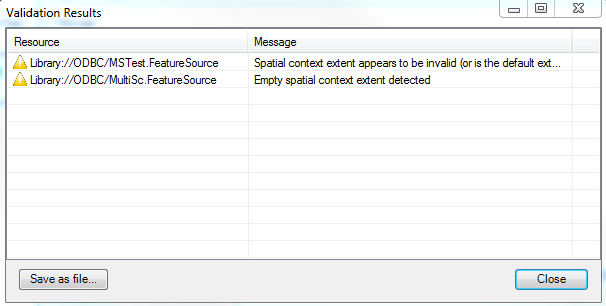 Validation Results
Resource Message
Library://ODBC/MSTest.FeatureSource Spatial context extent appears to be invalid (or is the default ext...
Library://ODBC/MultiSc.FeatureSource Empty spatial context extent detected
Save as file... Close